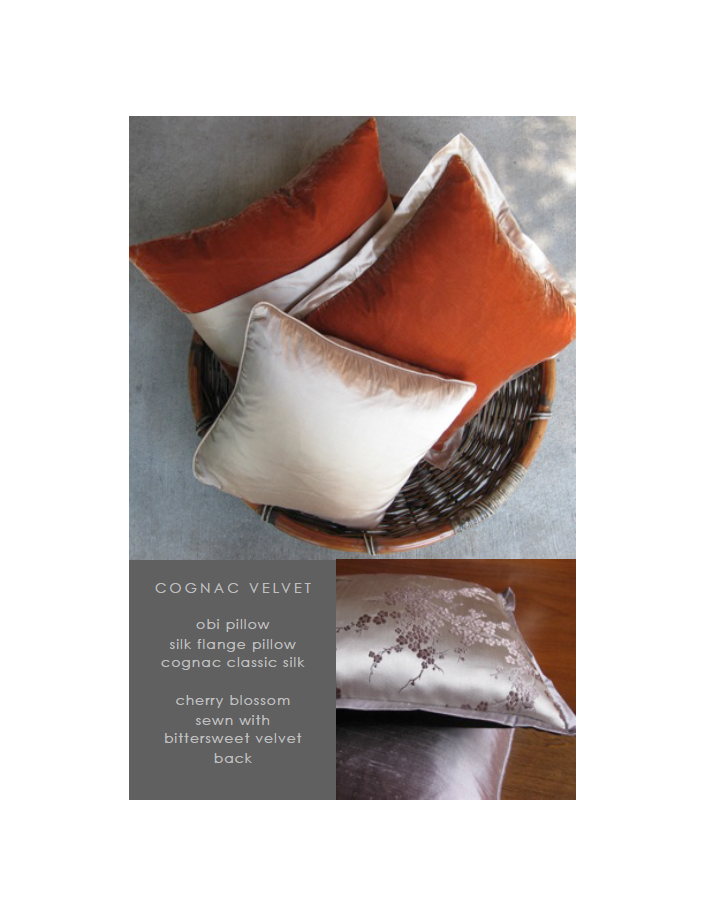 COGNAC VELVET
obi pillow
silk flange pillow
cognac classic silk
cherry blossom
sewn with
bittersweet velvet
back